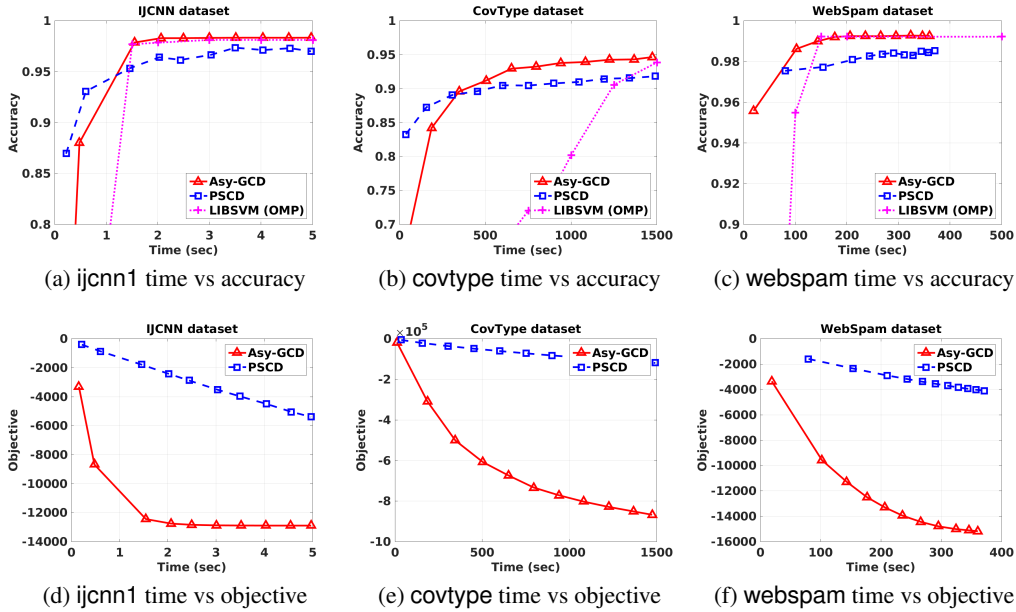 IJCNN dataset
1
0.95
0.9
0.85
0.8
Accuracy
0 1 2 3 4 5
Time (sec)
Asy-GCD
PSCD
LIBSVM (OMP)
(a) ijcnn1 time vs accuracy
CovType dataset
1
0.95
0.9
0.85
0.8
0.75
0.7
Accuracy
0 500 1000 1500
Time (sec)
Asy-GCD
PSCD
LIBSVM (OMP)
(b) covtype time vs accuracy
WebSpam dataset
1
0.98
0.96
0.94
0.92
0.9
Accuracy
0 100 200 300 400 500
Time (sec)
Asy-GCD
PSCD
LIBSVM (OMP)
(c) webspam time vs accuracy
IJCNN dataset
0
-2000
-4000
-6000
-8000
-10000
-12000
-14000
Objective
0 1 2 3 4 5
Time (sec)
Asy-GCD
PSCD
(d) ijcnn1 time vs objective
CovType dataset
×10⁵
0
-2
-4
-6
-8
-10
Objective
0 500 1000 1500
Time (sec)
Asy-GCD
PSCD
(e) covtype time vs objective
WebSpam dataset
0
-2000
-4000
-6000
-8000
-10000
-12000
-14000
-16000
Objective
0 100 200 300 400
Time (sec)
Asy-GCD
PSCD
(f) webspam time vs objective